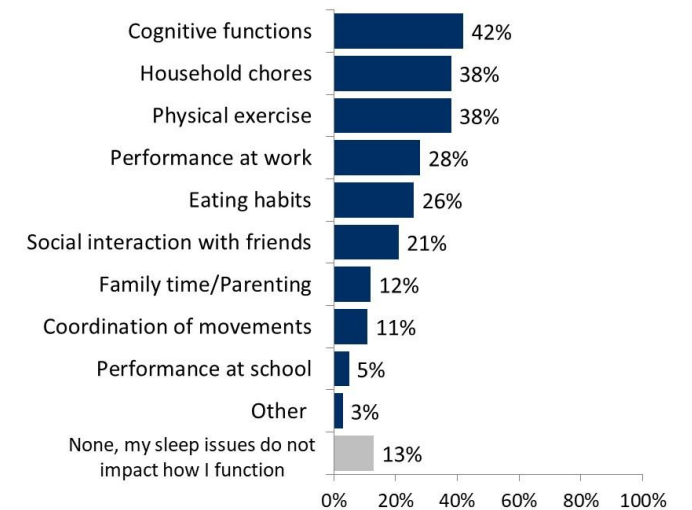 Cognitive functions 42%
Household chores 38%
Physical exercise 38%
Performance at work 28%
Eating habits 26%
Social interaction with friends 21%
Family time/Parenting 12%
Coordination of movements 11%
Performance at school 5%
Other 3%
None, my sleep issues do not
impact how I function 13%
0% 20% 40% 60% 80% 100%